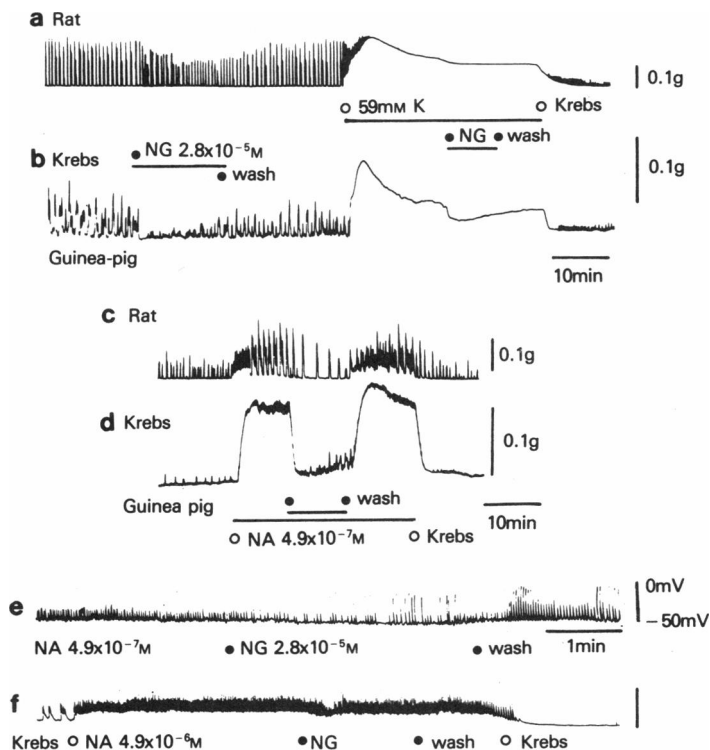 a Rat
0.1g
○ 59mM K ○ Krebs
● NG ● wash
b Krebs ● NG 2.8x10⁻⁵M
● wash
0.1g
Guinea-pig
10min
c Rat
0.1g
d Krebs
0.1g
Guinea pig ● ● wash
10min
○ NA 4.9x10⁻⁷M ○ Krebs
e
0mV
−50mV
NA 4.9x10⁻⁷M ● NG 2.8x10⁻⁵M ● wash
1min
f
Krebs ○ NA 4.9x10⁻⁶M ● NG ● wash ○ Krebs